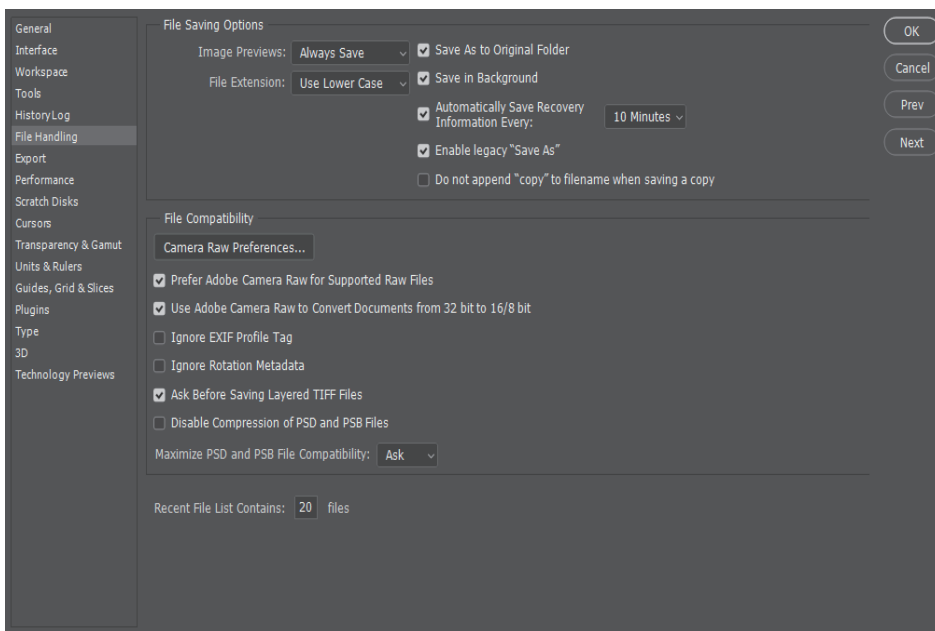 General
Interface
Workspace
Tools
HistoryLog
File Handling
Export
Performance
Scratch Disks
Cursors
Transparency & Gamut
Units & Rulers
Guides, Grid & Slices
Plugins
Type
3D
Technology Previews
File Saving Options
Image Previews: Always Save
File Extension: Use Lower Case
Save As to Original Folder
Save in Background
Automatically Save Recovery
Information Every: 10 Minutes
Enable legacy “Save As”
Do not append “copy” to filename when saving a copy
File Compatibility
Camera Raw Preferences...
Prefer Adobe Camera Raw for Supported Raw Files
Use Adobe Camera Raw to Convert Documents from 32 bit to 16/8 bit
Ignore EXIF Profile Tag
Ignore Rotation Metadata
Ask Before Saving Layered TIFF Files
Disable Compression of PSD and PSB Files
Maximize PSD and PSB File Compatibility: Ask
Recent File List Contains: 20 files
OK
Cancel
Prev
Next